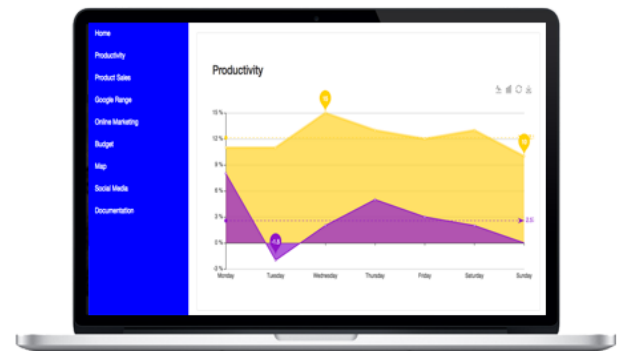 Home
Productivity
Product Sales
Google Range
Online Marketing
Budget
Map
Social Media
Documentation
Productivity
15 %
12 %
9 %
6 %
3 %
0 %
-3 %
Monday
Tuesday
Wednesday
Thursday
Friday
Saturday
Sunday